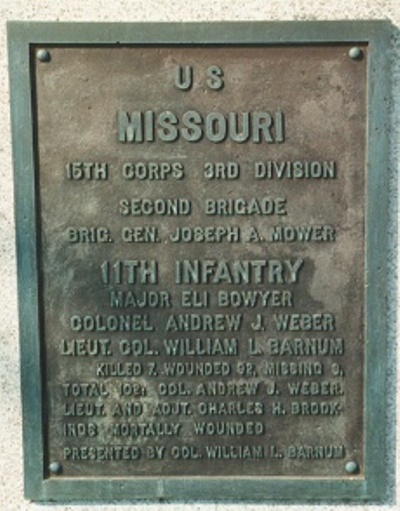 U S
MISSOURI
15TH CORPS 3RD DIVISION
SECOND BRIGADE
BRIG. GEN. JOSEPH A. MOWER
11TH INFANTRY
MAJOR ELI BOWYER
COLONEL ANDREW J. WEBER
LIEUT. COL. WILLIAM L. BARNUM
KILLED 7, WOUNDED 92, MISSING 3,
TOTAL 102; COL. ANDREW J. WEBER,
LIEUT. AND ADJT. CHARLES H. BROOK-
INGS MORTALLY WOUNDED
PRESENTED BY COL. WILLIAM L. BARNUM